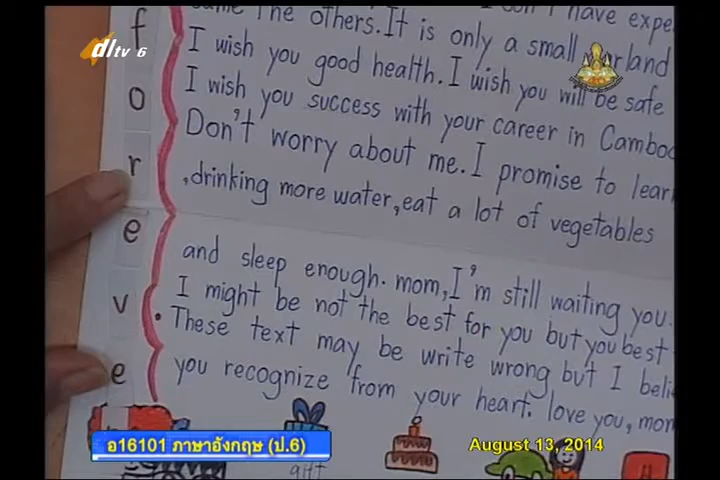 dltv 6
The others. It is only a small
I wish you good health. I wish you will be safe
I wish you success with your career in
Don't worry about me. I promise to
,drinking more water, eat a lot of vegetables
and sleep enough. mom, I'm still waiting you.
I might be not the best for you but you best
These text may be write wrong but I
you recognize from your heart. love you, mom
f
o
r
e
v
e
อ16101 ภาษาอังกฤษ (ป.6)
August 13, 2014